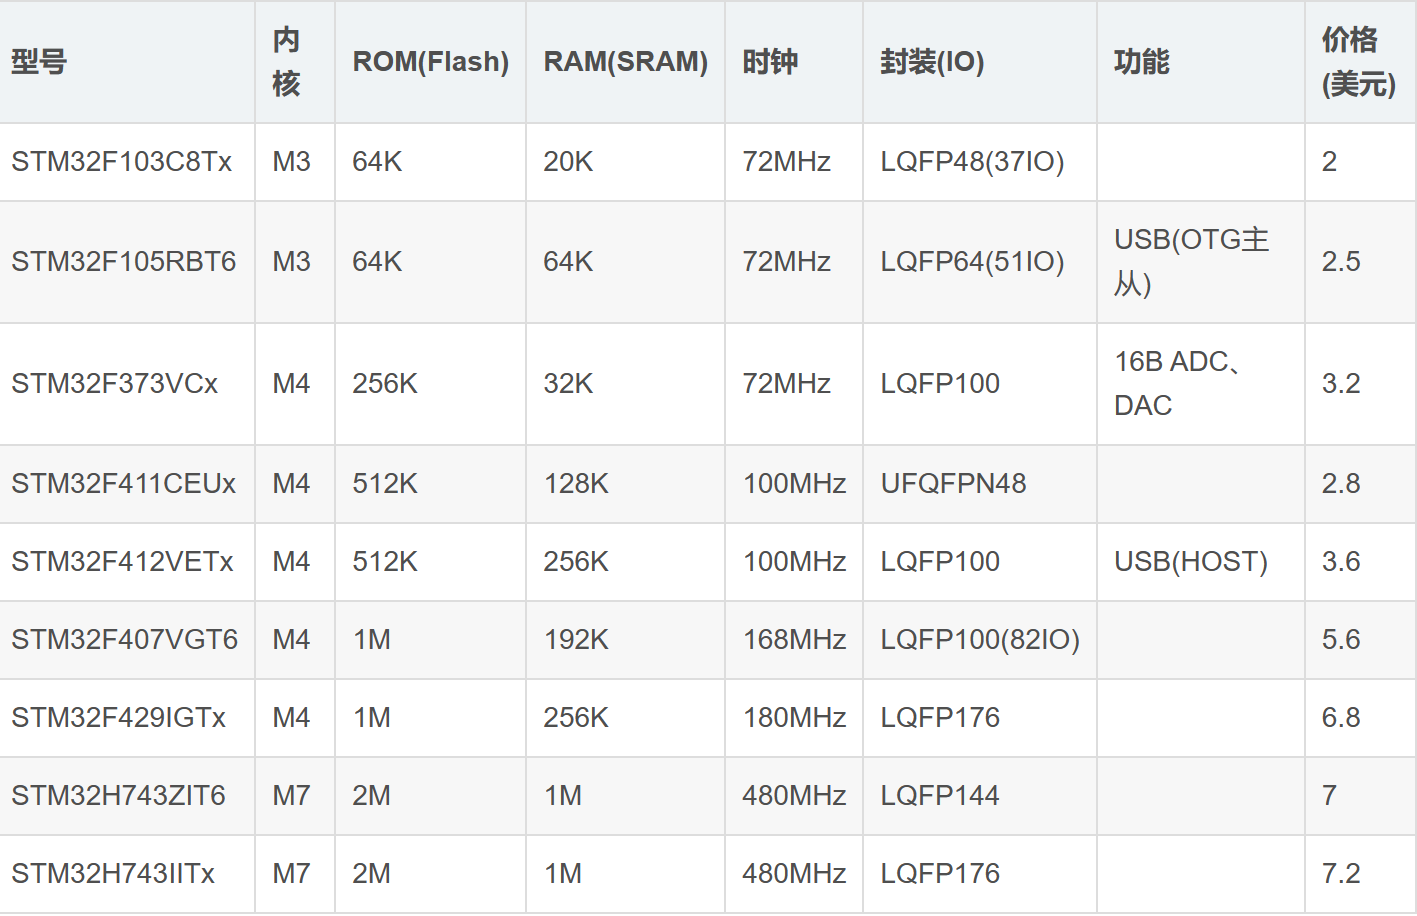 型号 内核 ROM(Flash) RAM(SRAM) 时钟 封装(IO) 功能 价格(美元)
STM32F103C8Tx M3 64K 20K 72MHz LQFP48(37IO) 2
STM32F105RBT6 M3 64K 64K 72MHz LQFP64(51IO) USB(OTG主从) 2.5
STM32F373VCx M4 256K 32K 72MHz LQFP100 16B ADC、DAC 3.2
STM32F411CEUx M4 512K 128K 100MHz UFQFPN48 2.8
STM32F412VETx M4 512K 256K 100MHz LQFP100 USB(HOST) 3.6
STM32F407VGT6 M4 1M 192K 168MHz LQFP100(82IO) 5.6
STM32F429IGTx M4 1M 256K 180MHz LQFP176 6.8
STM32H743ZIT6 M7 2M 1M 480MHz LQFP144 7
STM32H743IITx M7 2M 1M 480MHz LQFP176 7.2